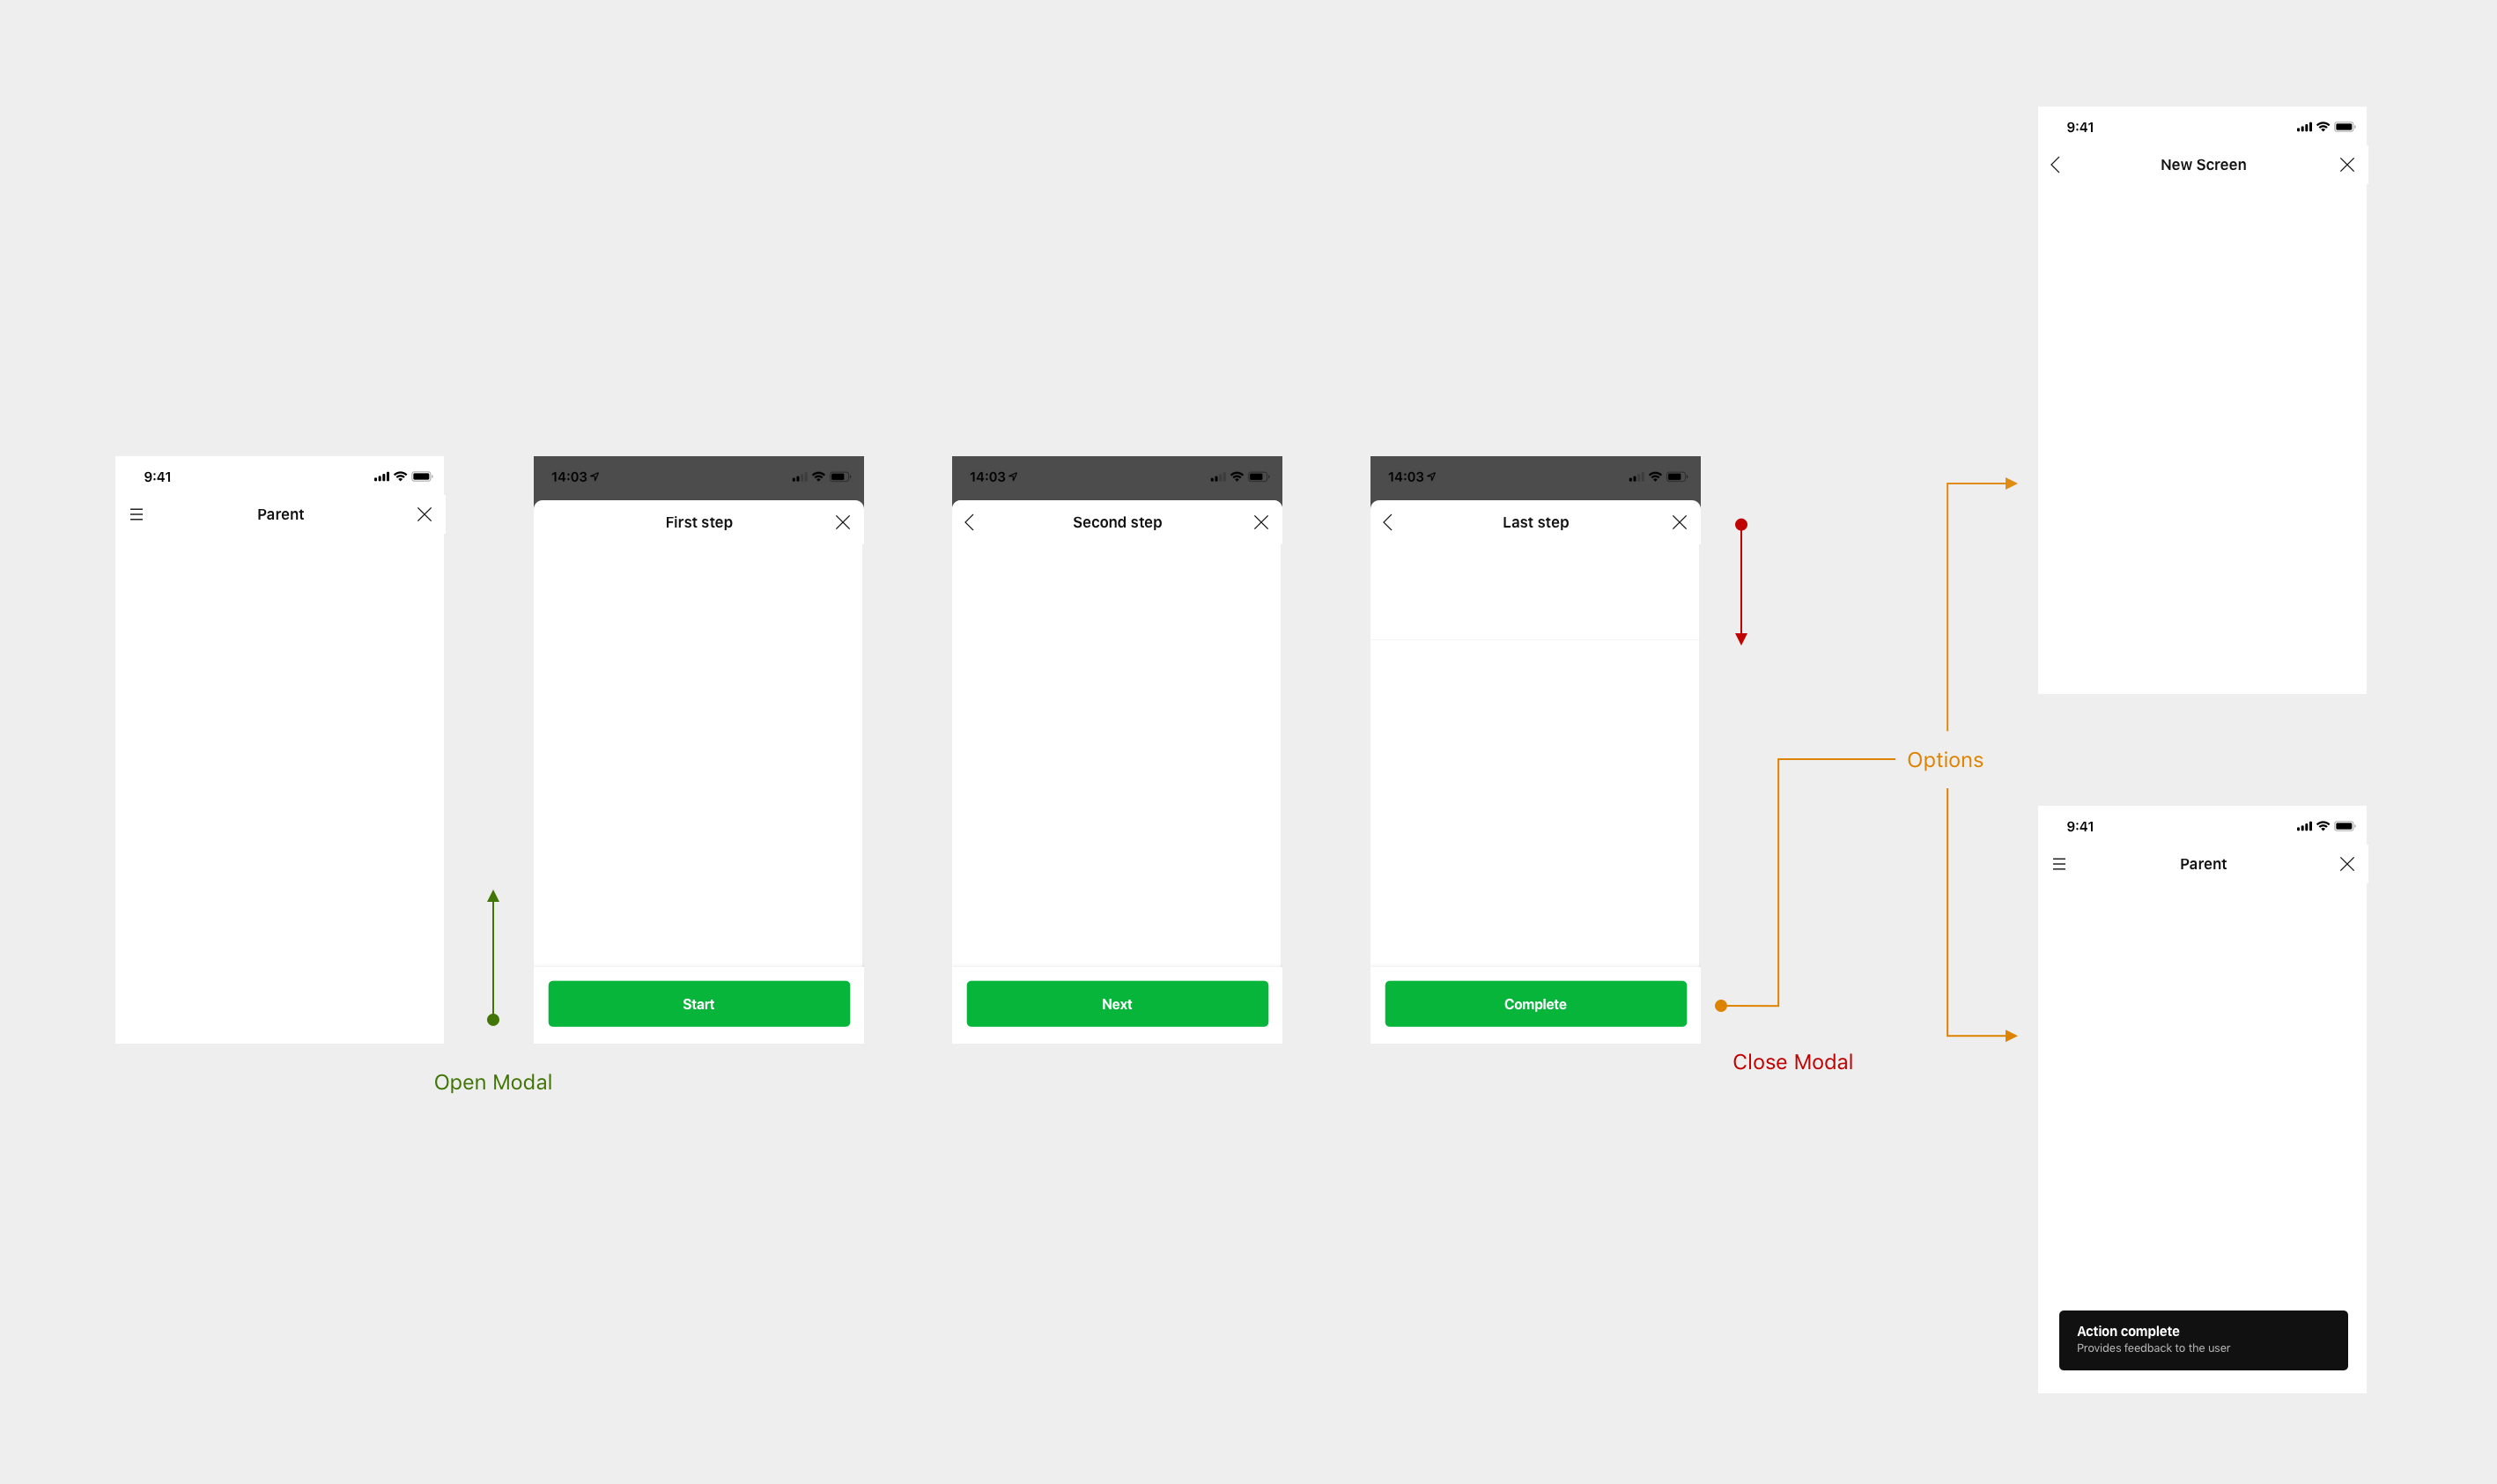 9:41
Parent
14:03
First step
Start
Open Modal
14:03
Second step
Next
14:03
Last step
Complete
Close Modal
Options
9:41
New Screen
9:41
Parent
Action complete
Provides feedback to the user